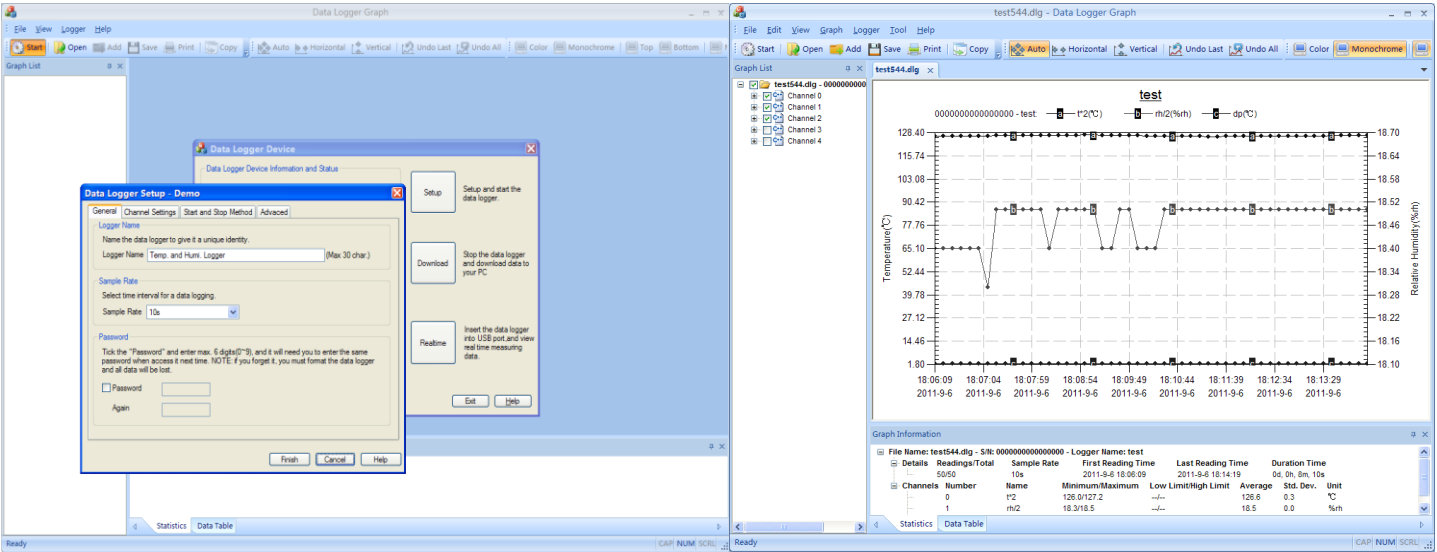 Data Logger Graph
File View Logger Help
Start Open Add Save Print Copy Auto Horizontal Vertical Undo Last Undo All Color Monochrome Top Bottom
Graph List
Data Logger Device
Data Logger Device Information and Status
Setup
Setup and start the
data logger.
Download
Stop the data logger
and download data to
your PC
Realtime
Insert the data logger
into USB port,and view
real time measuring
data.
Exit Help
Data Logger Setup - Demo
General Channel Settings Start and Stop Method Advaced
Logger Name
Name the data logger to give it a unique identity.
Logger Name Temp. and Humi. Logger (Max 30 char.)
Sample Rate
Select time interval for a data logging.
Sample Rate 10s
Password
Tick the "Password" and enter max. 6 digits(0~9), and it will need you to enter the same
password when access it next time. NOTE: if you forget it, you must format the data logger
and all data will be lost.
Password
Again
Finish Cancel Help
Statistics Data Table
Ready CAP NUM SCRL
test544.dlg - Data Logger Graph
File Edit View Graph Logger Tool Help
Start Open Add Save Print Copy Auto Horizontal Vertical Undo Last Undo All Color Monochrome
Graph List
test544.dlg - 0000000000
Channel 0
Channel 1
Channel 2
Channel 3
Channel 4
test544.dlg
test
0000000000000000 - test: a t*2(℃) b rh/2(%rh) c dp(℃)
Temperature(℃)
128.40
115.74
103.08
90.42
77.76
65.10
52.44
39.78
27.12
14.46
1.80
18.70
18.64
18.58
18.52
18.46
18.40
18.34
18.28
18.22
18.16
18.10
Relative Humidity(%rh)
18:06:09 18:07:04 18:07:59 18:08:54 18:09:49 18:10:44 18:11:39 18:12:34 18:13:29
2011-9-6 2011-9-6 2011-9-6 2011-9-6 2011-9-6 2011-9-6 2011-9-6 2011-9-6 2011-9-6
Graph Information
File Name: test544.dlg - S/N: 0000000000000000 - Logger Name: test
Details Readings/Total Sample Rate First Reading Time Last Reading Time Duration Time
50/50 10s 2011-9-6 18:06:09 2011-9-6 18:14:19 0d, 0h, 8m, 10s
Channels Number Name Minimum/Maximum Low Limit/High Limit Average Std. Dev. Unit
0 t*2 126.0/127.2 --/-- 126.6 0.3 ℃
1 rh/2 18.3/18.5 --/-- 18.5 0.0 %rh
Statistics Data Table
Ready CAP NUM SCRL